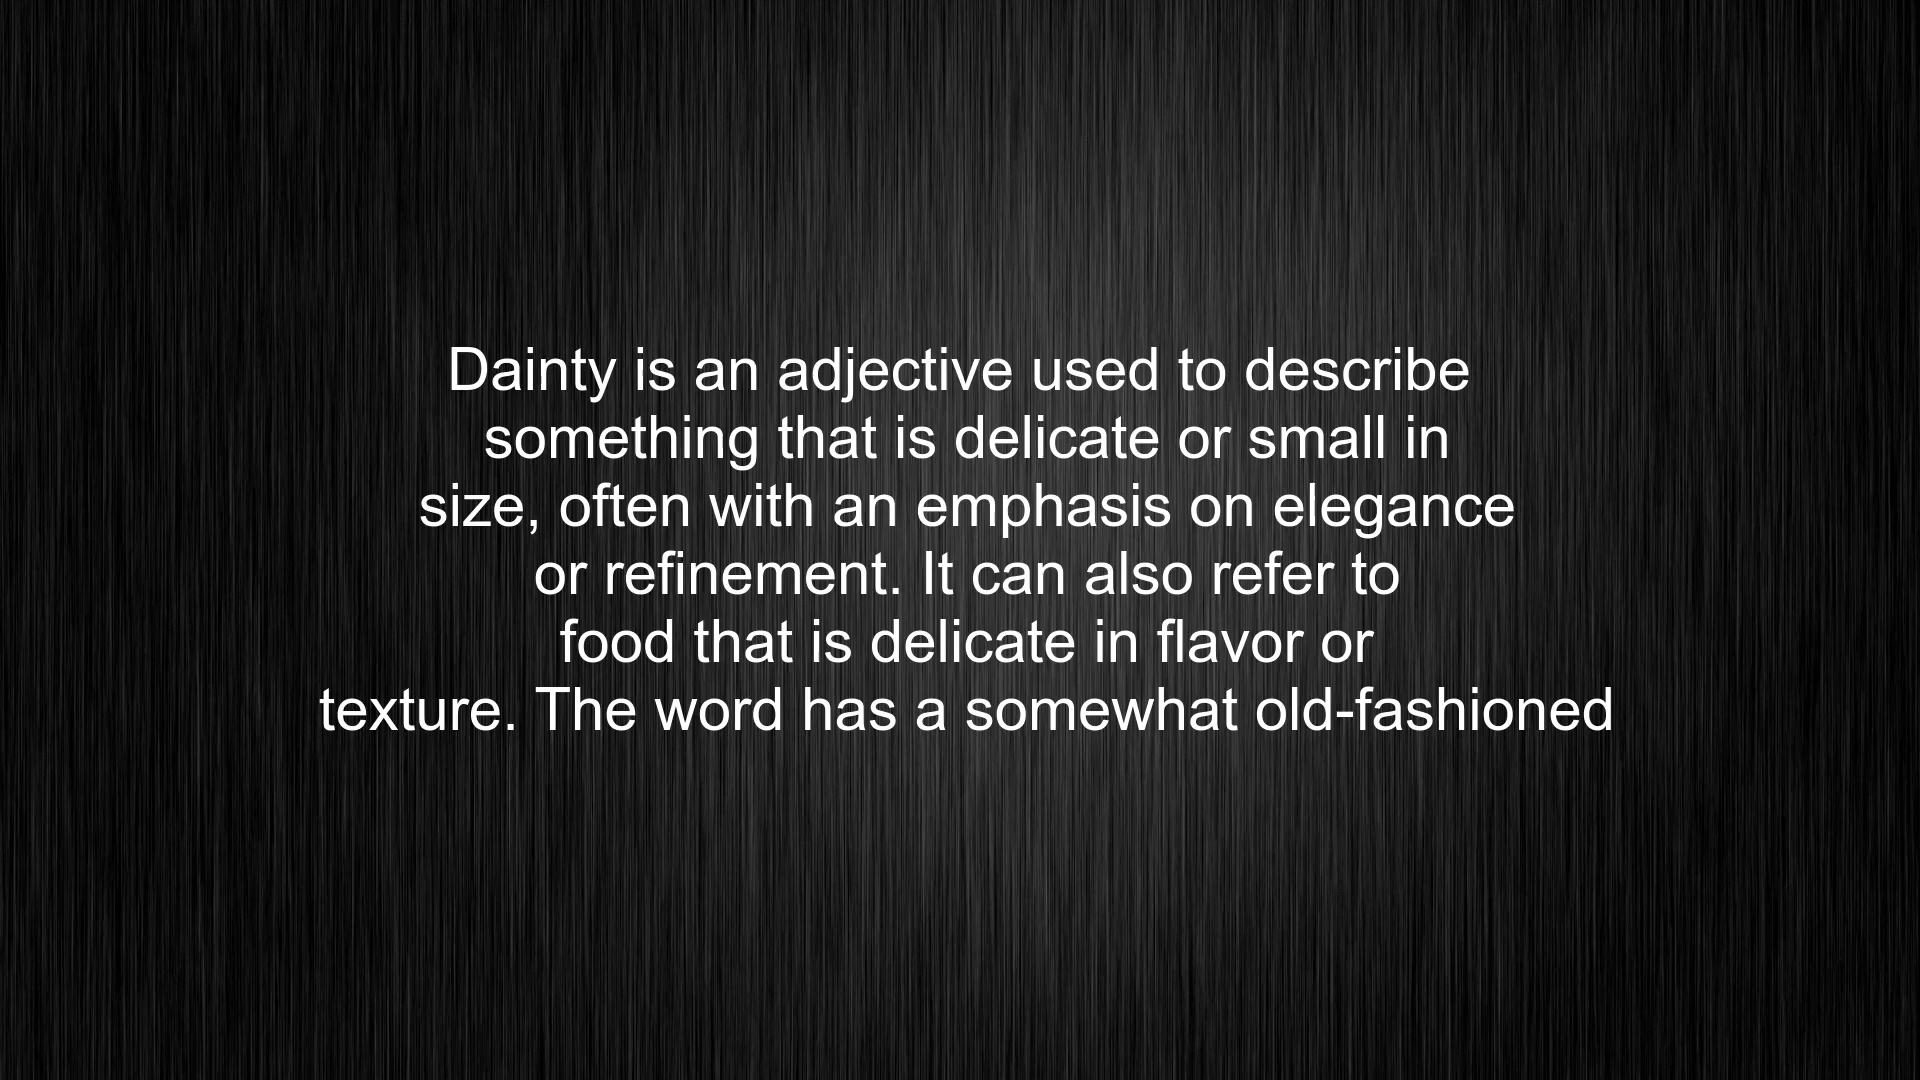 Dainty is an adjective used to describe
something that is delicate or small in
size, often with an emphasis on elegance
or refinement. It can also refer to
food that is delicate in flavor or
texture. The word has a somewhat old-fashioned